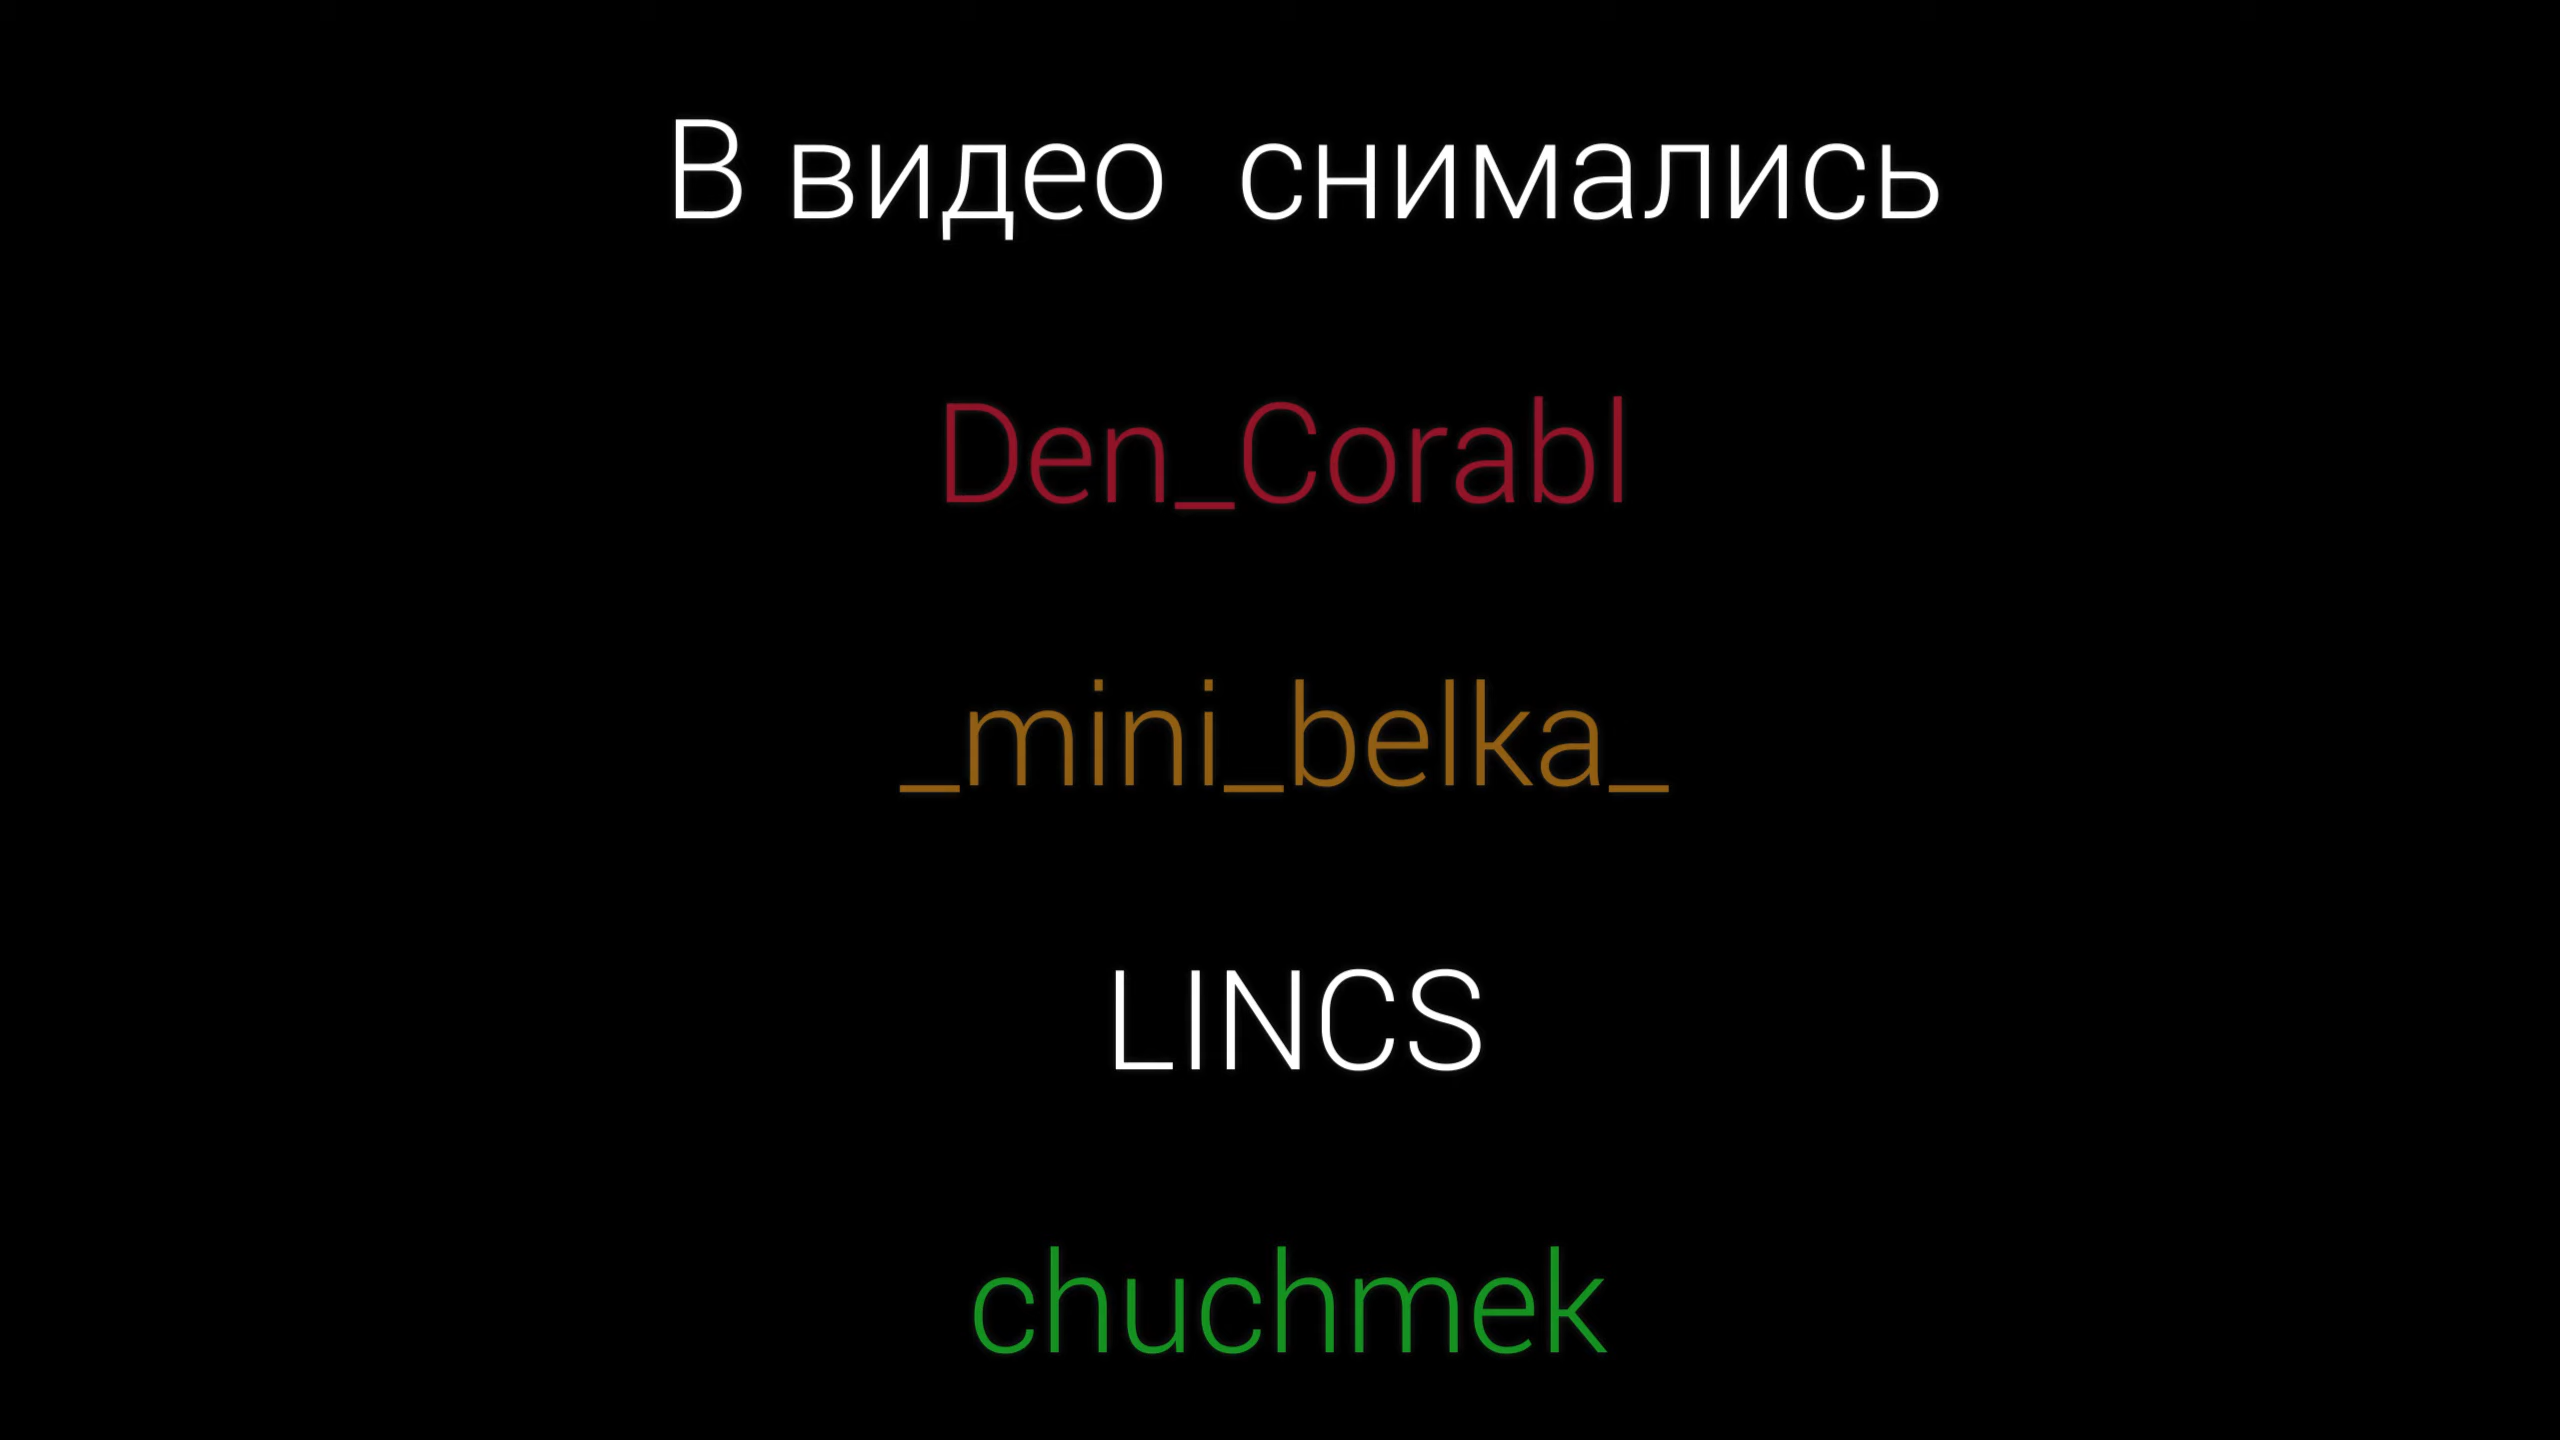 В видео  снимались
Den_Corabl
_mini_belka_
LINCS
chuchmek